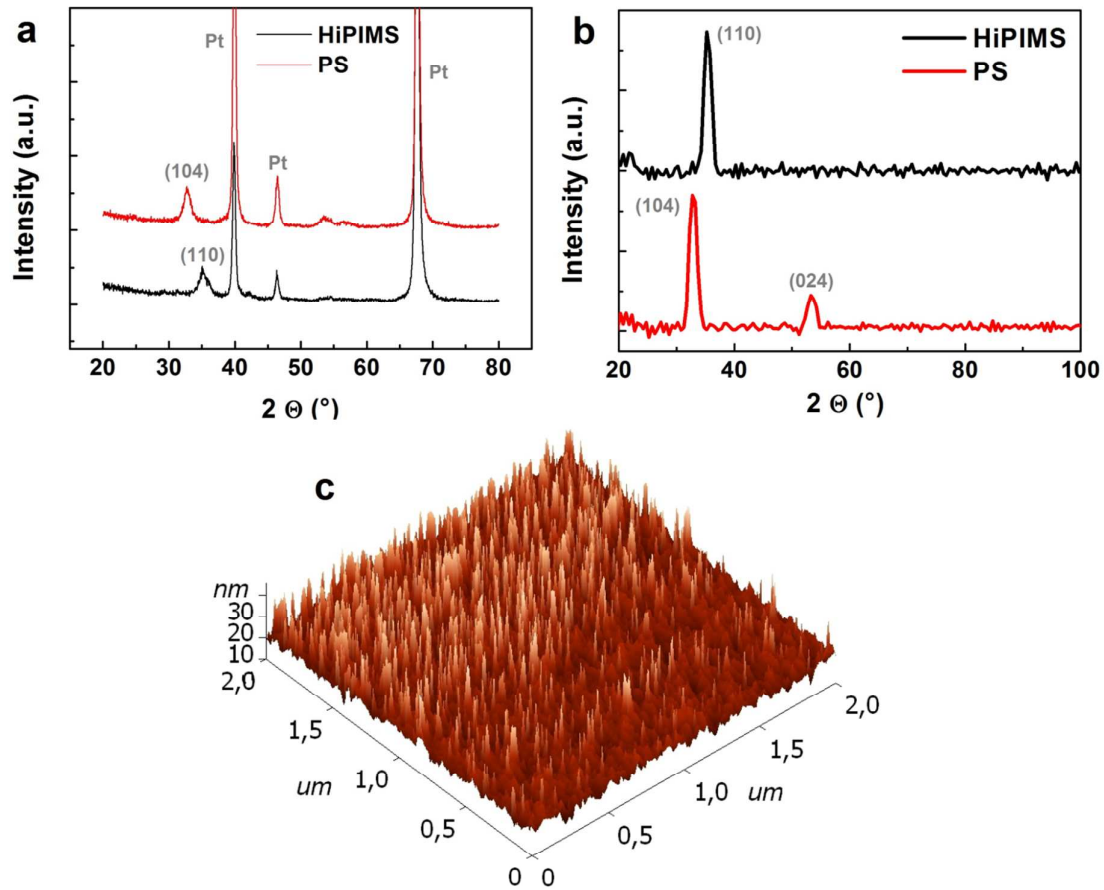 a
HiPIMS
PS
Pt
Pt
Pt
(104)
(110)
Intensity (a.u.)
20 30 40 50 60 70 80
2 Θ (°)
b
HiPIMS
PS
(110)
(104)
(024)
Intensity (a.u.)
20 40 60 80 100
2 Θ (°)
c
nm
30
20
10
2,0
1,5
um 1,0
0,5
0
0
0,5
1,0 um
1,5
2,0